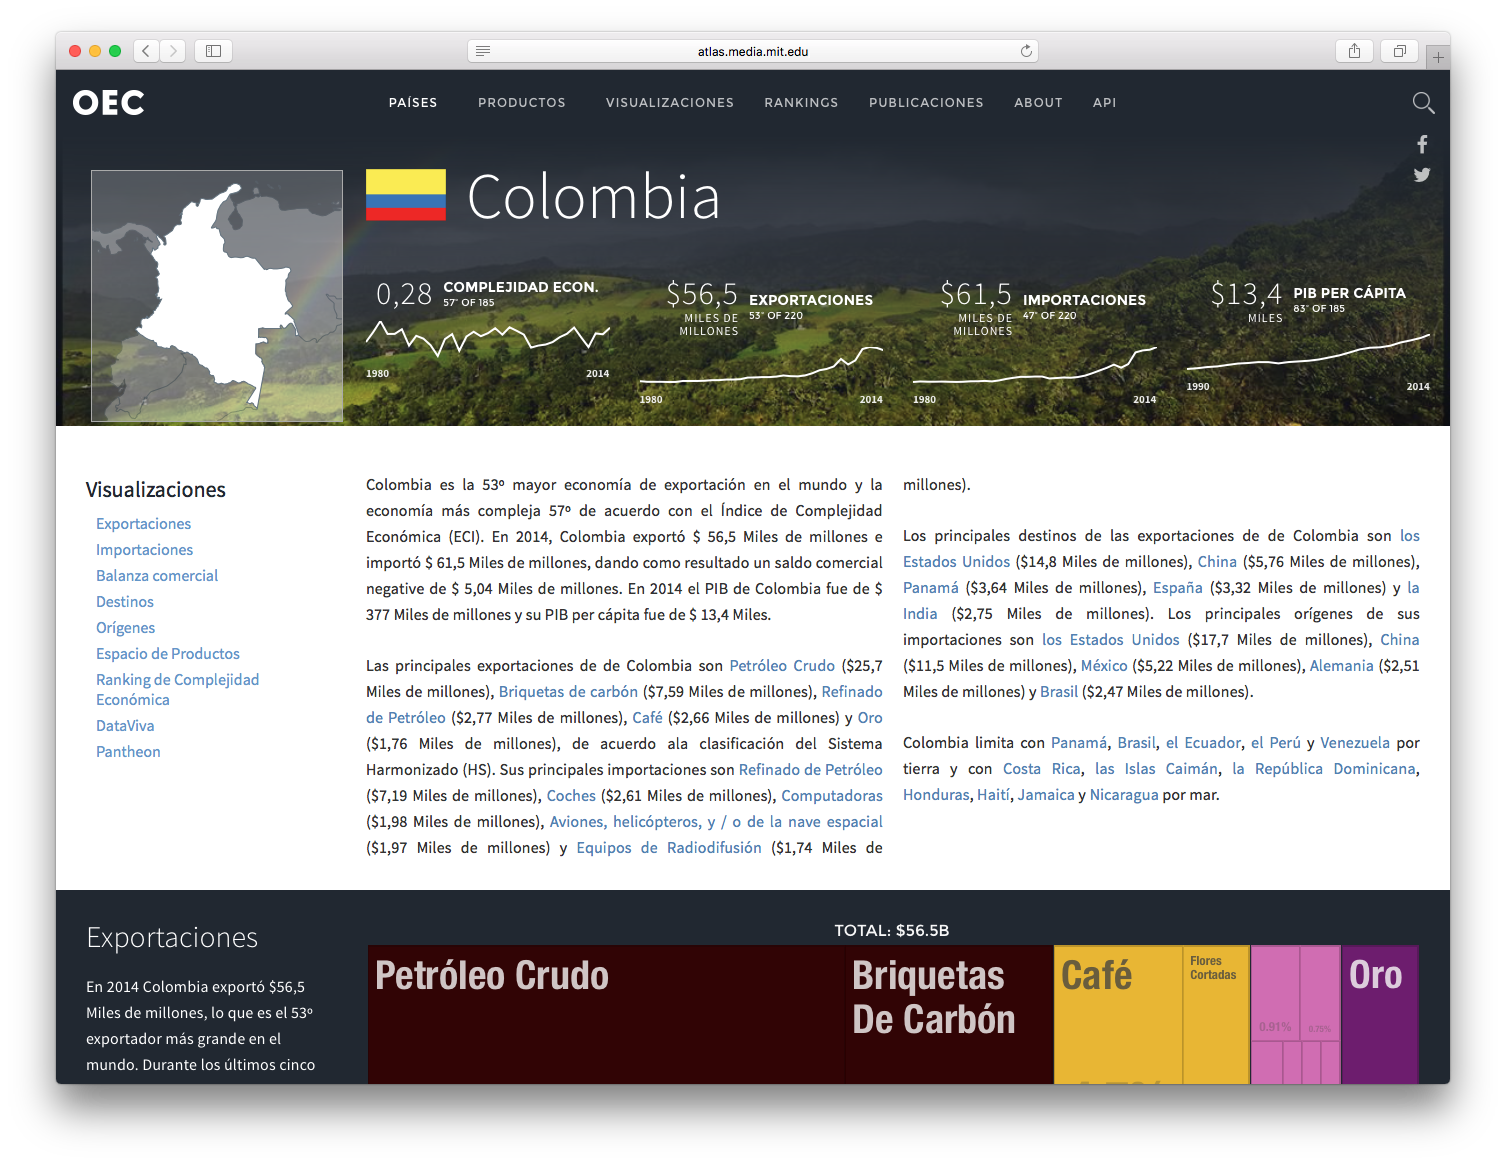 atlas.media.mit.edu
OEC
PAÍSES PRODUCTOS VISUALIZACIONES RANKINGS PUBLICACIONES ABOUT API
Colombia
0,28 COMPLEJIDAD ECON.
57° OF 185
1980 2014
$56,5 EXPORTACIONES
MILES DE
MILLONES
53° OF 220
1980 2014
$61,5 IMPORTACIONES
MILES DE
MILLONES
47° OF 220
1980 2014
$13,4 PIB PER CÁPITA
MILES
83° OF 185
1990 2014
Visualizaciones
Exportaciones
Importaciones
Balanza comercial
Destinos
Orígenes
Espacio de Productos
Ranking de Complejidad
Económica
DataViva
Pantheon
Colombia es la 53º mayor economía de exportación en el mundo y la
economía más compleja 57º de acuerdo con el Índice de Complejidad
Económica (ECI). En 2014, Colombia exportó $ 56,5 Miles de millones e
importó $ 61,5 Miles de millones, dando como resultado un saldo comercial
negative de $ 5,04 Miles de millones. En 2014 el PIB de Colombia fue de $
377 Miles de millones y su PIB per cápita fue de $ 13,4 Miles.
Las principales exportaciones de de Colombia son Petróleo Crudo ($25,7
Miles de millones), Briquetas de carbón ($7,59 Miles de millones), Refinado
de Petróleo ($2,77 Miles de millones), Café ($2,66 Miles de millones) y Oro
($1,76 Miles de millones), de acuerdo ala clasificación del Sistema
Harmonizado (HS). Sus principales importaciones son Refinado de Petróleo
($7,19 Miles de millones), Coches ($2,61 Miles de millones), Computadoras
($1,98 Miles de millones), Aviones, helicópteros, y / o de la nave espacial
($1,97 Miles de millones) y Equipos de Radiodifusión ($1,74 Miles de
millones).
Los principales destinos de las exportaciones de de Colombia son los
Estados Unidos ($14,8 Miles de millones), China ($5,76 Miles de millones),
Panamá ($3,64 Miles de millones), España ($3,32 Miles de millones) y la
India ($2,75 Miles de millones). Los principales orígenes de sus
importaciones son los Estados Unidos ($17,7 Miles de millones), China
($11,5 Miles de millones), México ($5,22 Miles de millones), Alemania ($2,51
Miles de millones) y Brasil ($2,47 Miles de millones).
Colombia limita con Panamá, Brasil, el Ecuador, el Perú y Venezuela por
tierra y con Costa Rica, las Islas Caimán, la República Dominicana,
Honduras, Haití, Jamaica y Nicaragua por mar.
Exportaciones
En 2014 Colombia exportó $56,5
Miles de millones, lo que es el 53º
exportador más grande en el
mundo. Durante los últimos cinco
TOTAL: $56.5B
Petróleo Crudo
Briquetas
De Carbón
Café
Flores
Cortadas
0.91%
0.75%
Oro